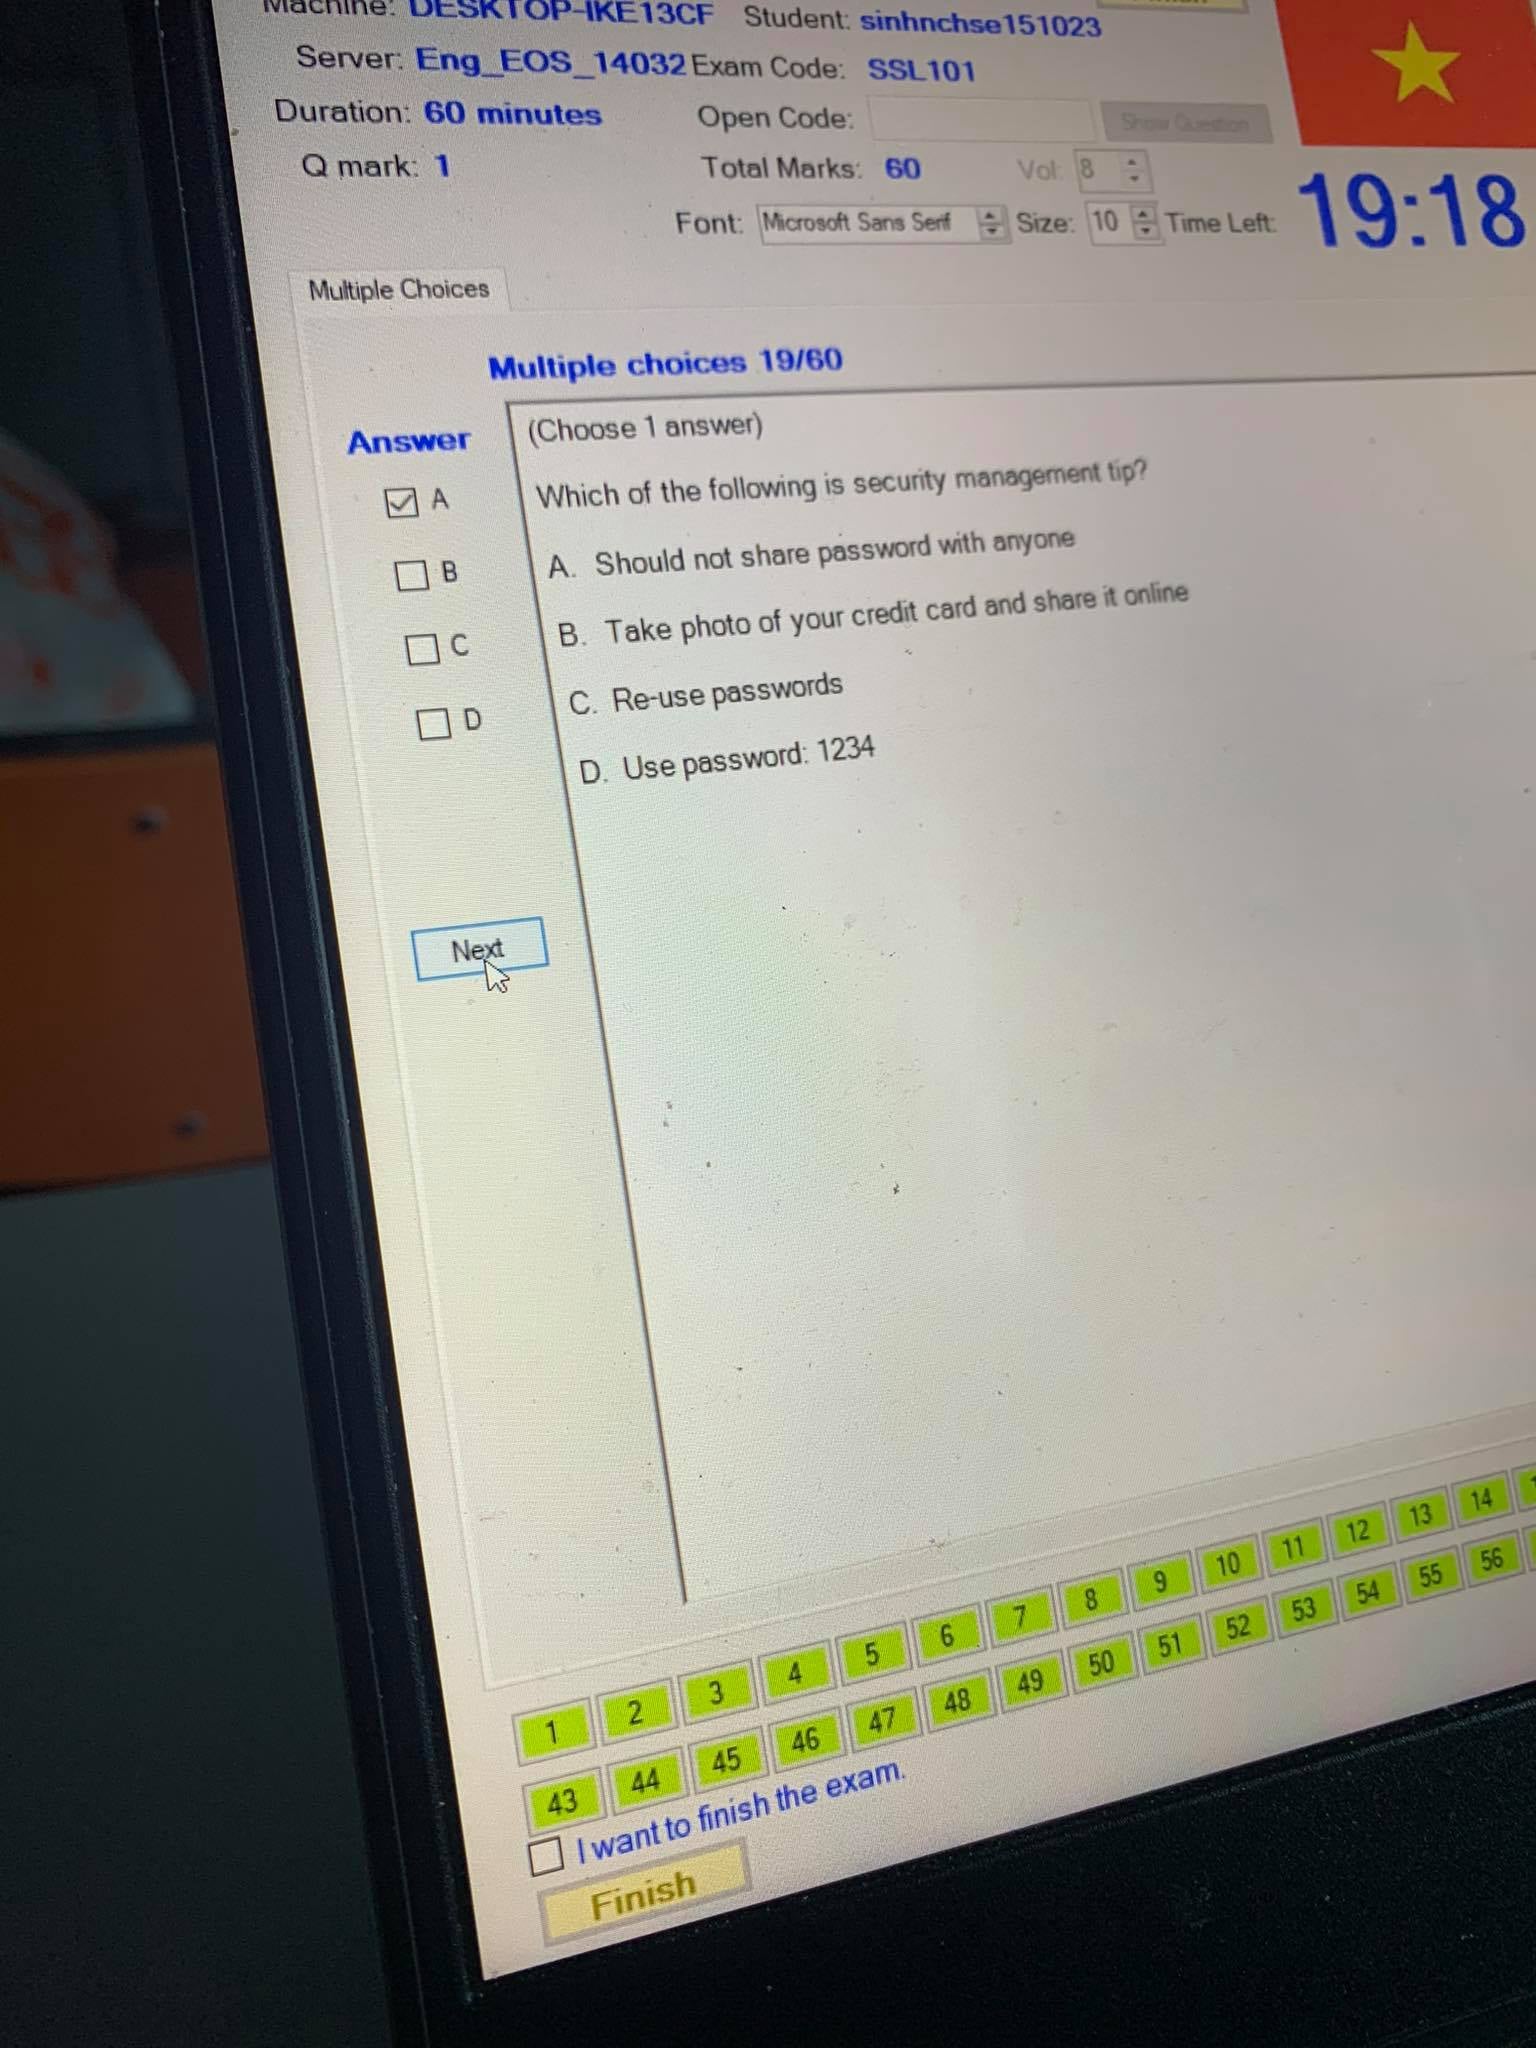 Machine: DESKTOP-IKE13CF Student: sinhnchse151023
Server: Eng_EOS_14032 Exam Code: SSL101
Duration: 60 minutes Open Code: Show Question
Q mark: 1 Total Marks: 60 Vol: 8
Font: Microsoft Sans Serif Size: 10 Time Left: 19:18
Multiple Choices
Multiple choices 19/60
Answer
(Choose 1 answer)
A
Which of the following is security management tip?
B
A. Should not share password with anyone
C
B. Take photo of your credit card and share it online
D
C. Re-use passwords
D. Use password: 1234
Next
1 2 3 4 5 6 7 8 9 10 11 12 13 14
43 44 45 46 47 48 49 50 51 52 53 54 55 56
I want to finish the exam.
Finish